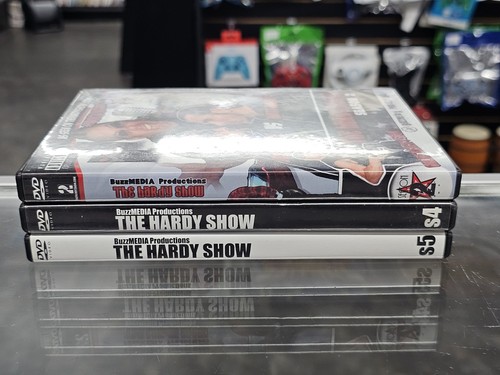 DVD
2.
BuzzMEDIA Productions
THE HARDY SHOW
DVD
BuzzMEDIA Productions
THE HARDY SHOW
s4
DVD
BuzzMEDIA Productions
THE HARDY SHOW
s5